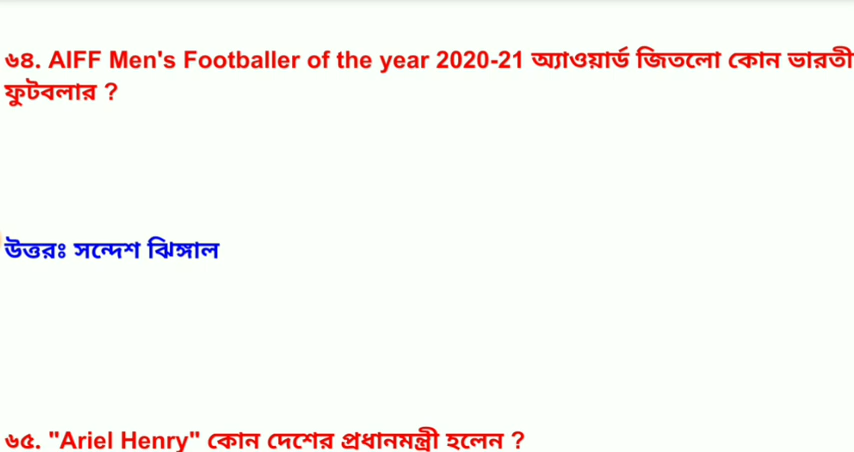 ৬৪. AIFF Men's Footballer of the year 2020-21 অ্যাওয়ার্ড জিতলো কোন ভারতী
ফুটবলার ?
উত্তরঃ সন্দেশ ঝিঙ্গাল
৬৫. "Ariel Henry" কোন দেশের প্রধানমন্ত্রী হলেন ?